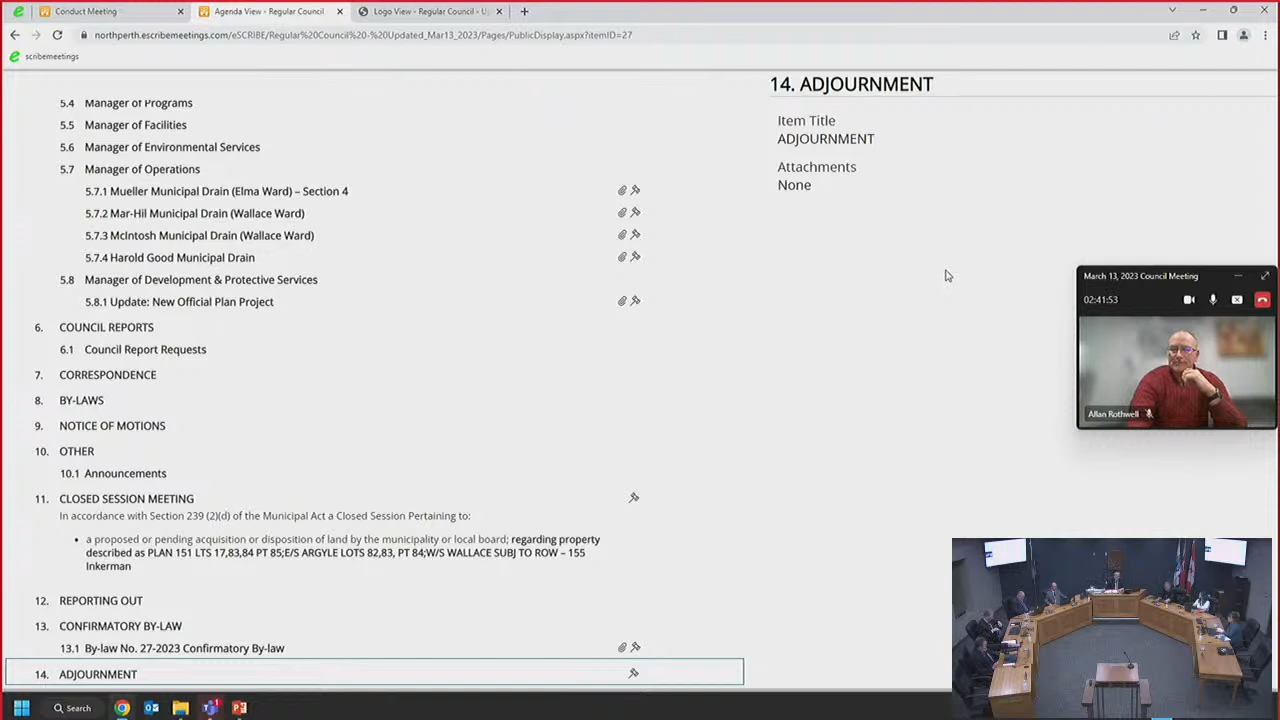 Conduct Meeting
Agenda View - Regular Council
Logo View - Regular Council - U
northperth.escribemeetings.com/eSCRIBE/Regular%20Council%20-%20Updated_Mar13_2023/Pages/PublicDisplay.aspx?itemID=27
scribemeetings
5.4 Manager of Programs
5.5 Manager of Facilities
5.6 Manager of Environmental Services
5.7 Manager of Operations
5.7.1 Mueller Municipal Drain (Elma Ward) – Section 4
5.7.2 Mar-Hil Municipal Drain (Wallace Ward)
5.7.3 McIntosh Municipal Drain (Wallace Ward)
5.7.4 Harold Good Municipal Drain
5.8 Manager of Development & Protective Services
5.8.1 Update: New Official Plan Project
6. COUNCIL REPORTS
6.1 Council Report Requests
7. CORRESPONDENCE
8. BY-LAWS
9. NOTICE OF MOTIONS
10. OTHER
10.1 Announcements
11. CLOSED SESSION MEETING
In accordance with Section 239 (2)(d) of the Municipal Act a Closed Session Pertaining to:
• a proposed or pending acquisition or disposition of land by the municipality or local board; regarding property
described as PLAN 151 LTS 17,83,84 PT 85;E/S ARGYLE LOTS 82,83, PT 84;W/S WALLACE SUBJ TO ROW – 155
Inkerman
12. REPORTING OUT
13. CONFIRMATORY BY-LAW
13.1 By-law No. 27-2023 Confirmatory By-law
14. ADJOURNMENT
14. ADJOURNMENT
Item Title
ADJOURNMENT
Attachments
None
March 13, 2023 Council Meeting
02:41:53
Allan Rothwell
Search